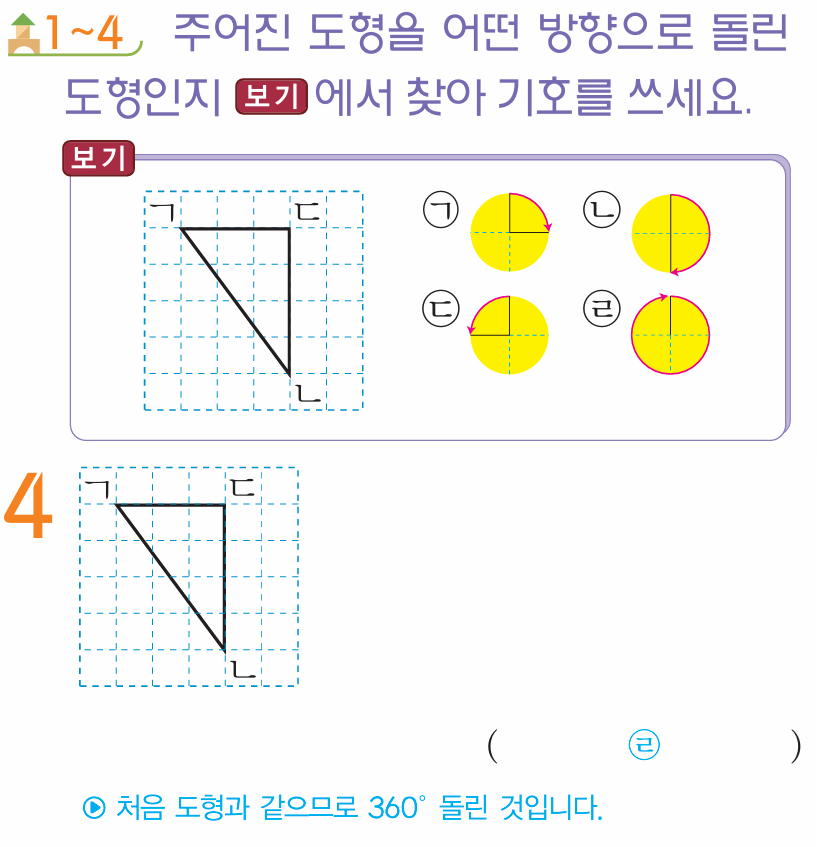 1~4 주어진 도형을 어떤 방향으로 돌린
도형인지 보기 에서 찾아 기호를 쓰세요.
보기
ㄱ ㄷ
ㄴ
㉠ ㉡
㉢ ㉣
4
ㄱ ㄷ
ㄴ
( ㉣ )
처음 도형과 같으므로 360° 돌린 것입니다.